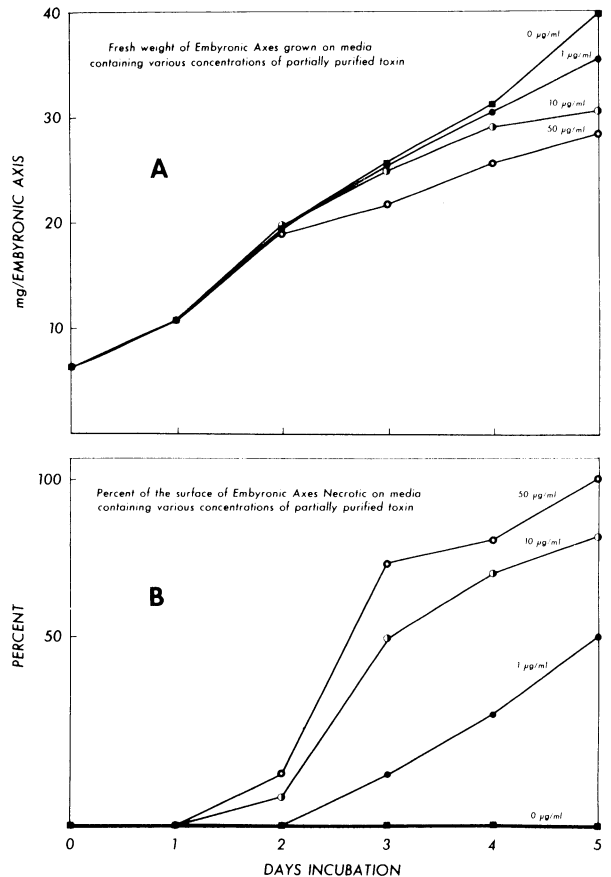 40
30
20
10
mg/EMBYRONIC AXIS
Fresh weight of Embyronic Axes grown on media
containing various concentrations of partially purified toxin
A
0 µg/ml
1 µg/ml
10 µg/ml
50 µg/ml
100
50
PERCENT
Percent of the surface of Embyronic Axes Necrotic on media
containing various concentrations of partially purified toxin
B
50 µg/ml
10 µg/ml
1 µg/ml
0 µg/ml
0 1 2 3 4 5
DAYS INCUBATION